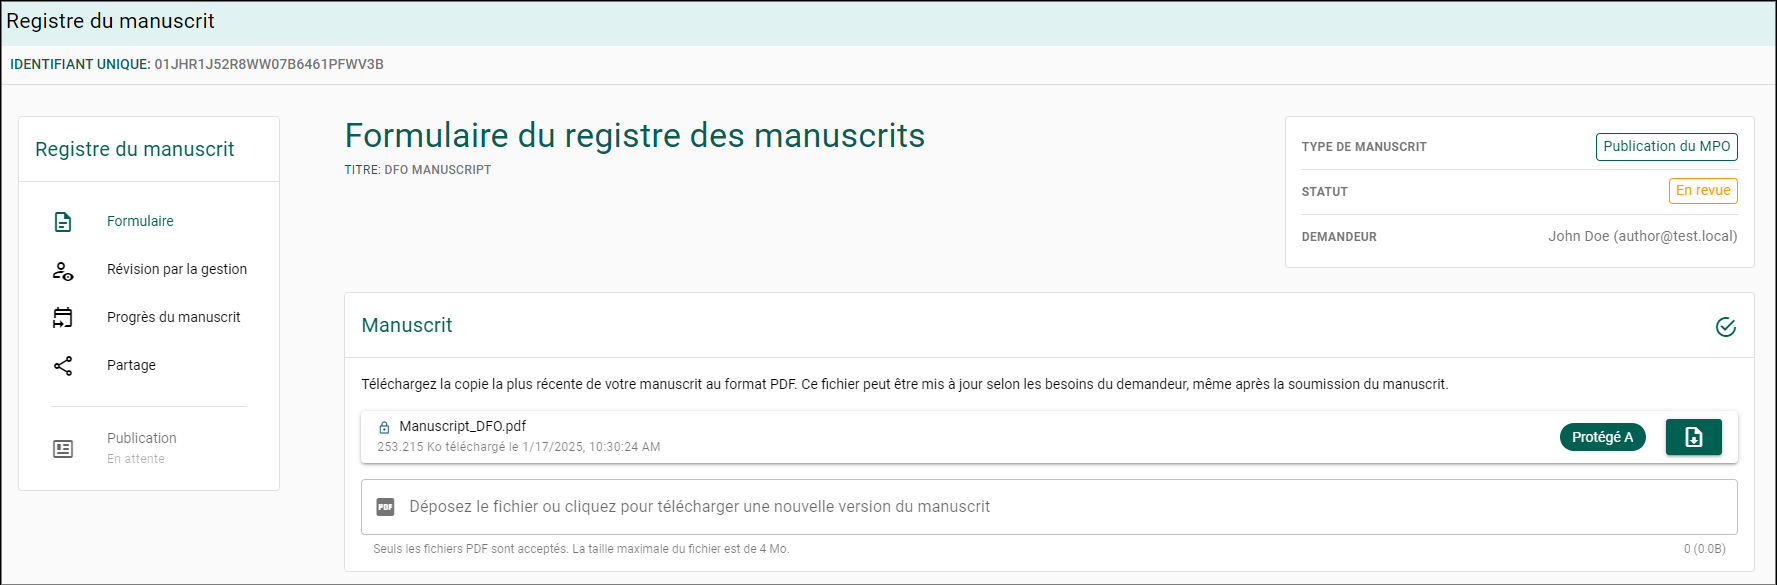 Registre du manuscrit
IDENTIFIANT UNIQUE: 01JHR1J52R8WW07B6461PFWV3B
Registre du manuscrit
Formulaire
Révision par la gestion
Progrès du manuscrit
Partage
Publication
En attente
Formulaire du registre des manuscrits
TITRE: DFO MANUSCRIPT
TYPE DE MANUSCRIT
Publication du MPO
STATUT
En revue
DEMANDEUR
John Doe (author@test.local)
Manuscrit
Téléchargez la copie la plus récente de votre manuscrit au format PDF. Ce fichier peut être mis à jour selon les besoins du demandeur, même après la soumission du manuscrit.
Manuscript_DFO.pdf
253.215 Ko téléchargé le 1/17/2025, 10:30:24 AM
Protégé A
PDF
Déposez le fichier ou cliquez pour télécharger une nouvelle version du manuscrit
Seuls les fichiers PDF sont acceptés. La taille maximale du fichier est de 4 Mo.
0 (0.0B)